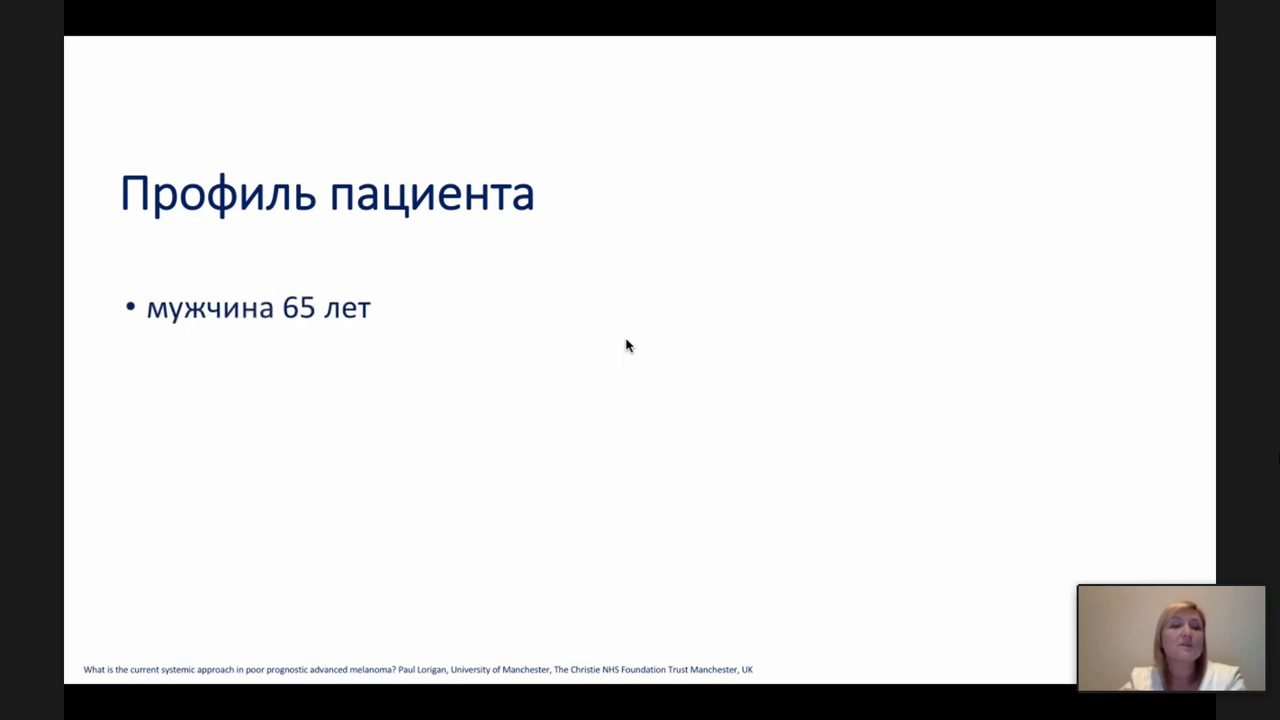 Профиль пациента
• мужчина 65 лет
What is the current systemic approach in poor prognostic advanced melanoma? Paul Lorigan, University of Manchester, The Christie NHS Foundation Trust Manchester, UK